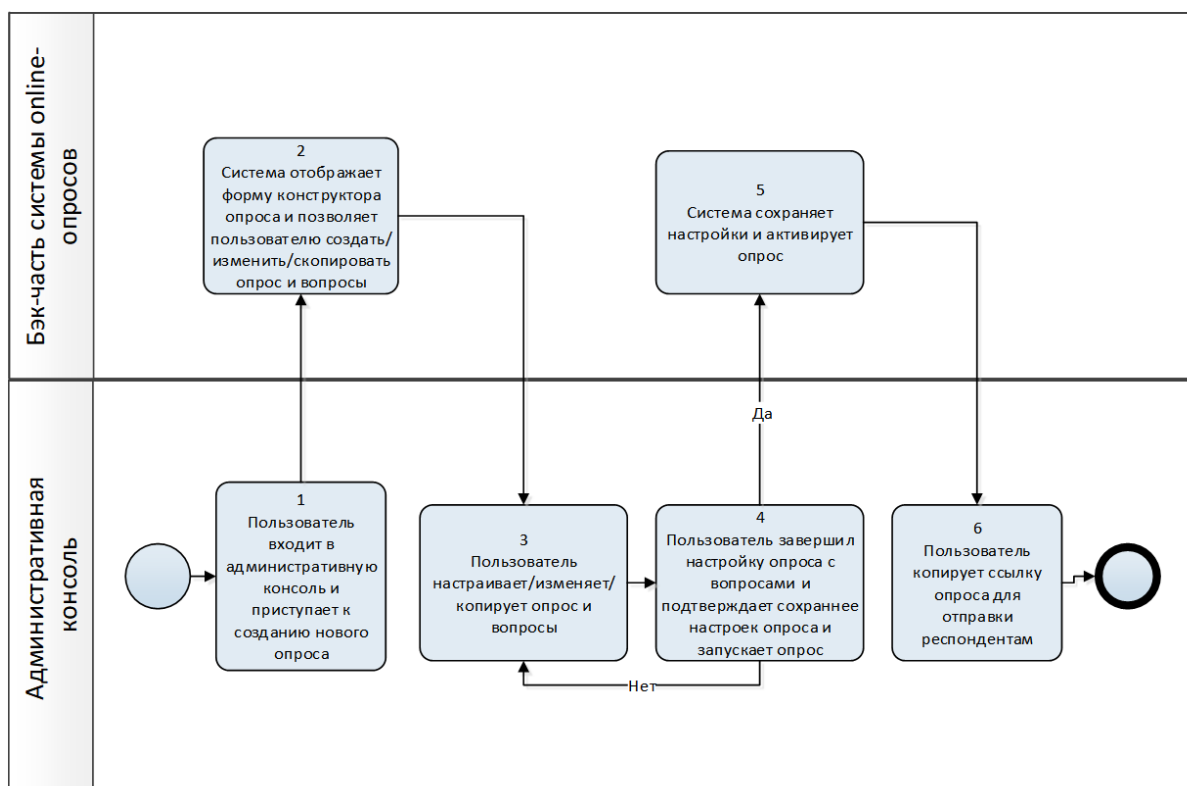 Бэк-часть системы online-
опросов
2
Система отображает
форму конструктора
опроса и позволяет
пользователю создать/
изменить/скопировать
опрос и вопросы
5
Система сохраняет
настройки и активирует
опрос
Да
Административная
консоль
1
Пользователь
входит в
административную
консоль и
приступает к
созданию нового
опроса
3
Пользователь
настраивает/изменяет/
копирует опрос и
вопросы
4
Пользователь завершил
настройку опроса с
вопросами и
подтверждает сохраннее
настроек опроса и
запускает опрос
Нет
6
Пользователь
копирует ссылку
опроса для
отправки
респондентам